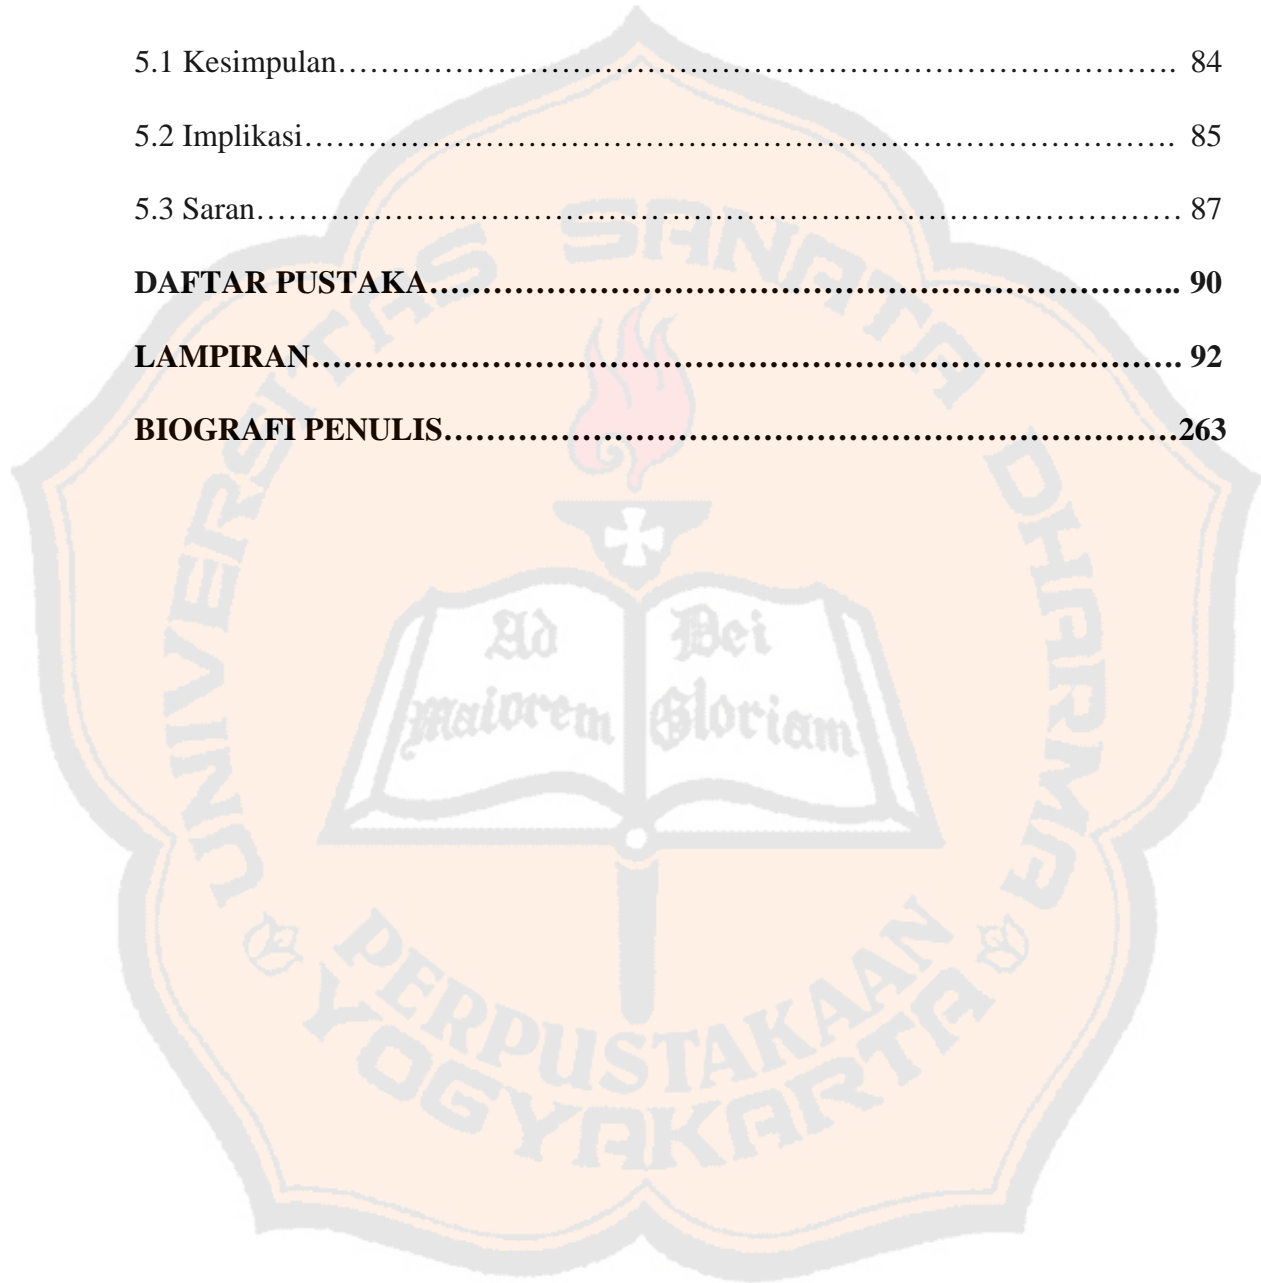 5.1 Kesimpulan……………………………………………………………………. 84
5.2 Implikasi………………………………………………………………………. 85
5.3 Saran…………………………………………………………………………… 87
DAFTAR PUSTAKA…………………………………………………………….. 90
LAMPIRAN………………………………………………………………………. 92
BIOGRAFI PENULIS……………………………………………………………263
UNIVERSITAS SANATA DHARMA
Ad Dei
Maiorem Gloriam
PERPUSTAKAAN
YOGYAKARTA